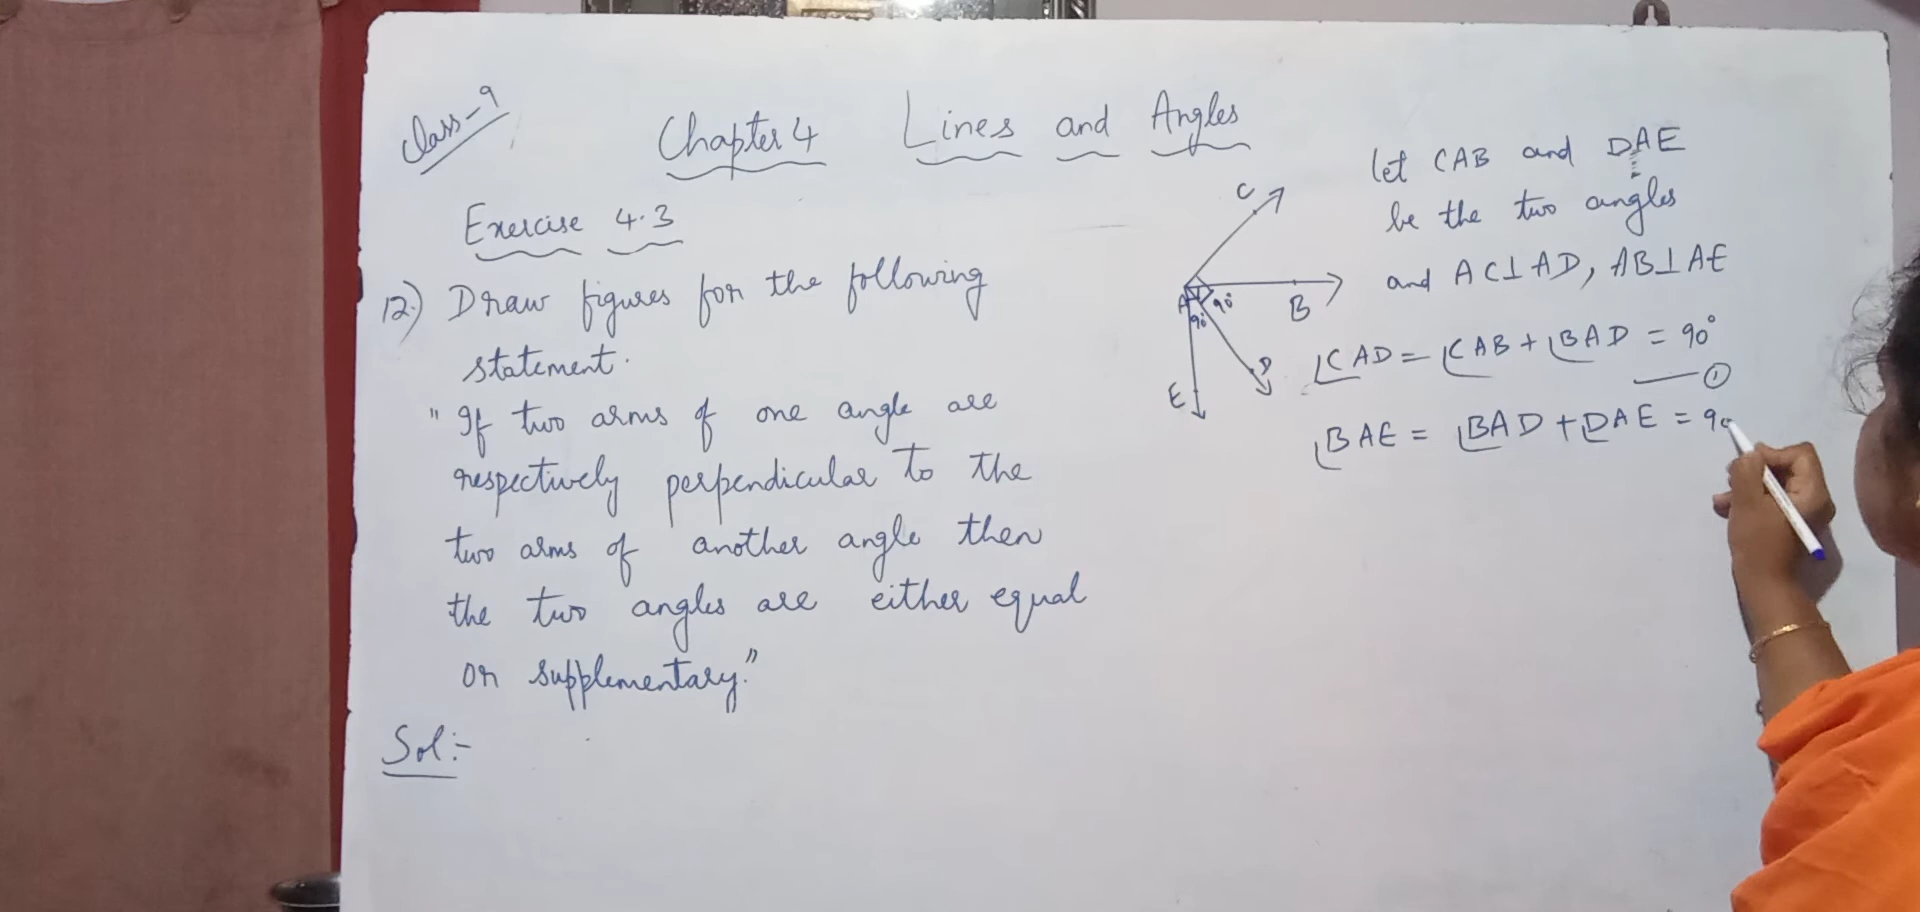 Class-9
Chapter 4 Lines and Angles
Exercise 4.3
12.) Draw figures for the following
statement.
"If two arms of one angle are
respectively perpendicular to the
two arms of another angle then
the two angles are either equal
or supplementary."
Sol:-
C
A
90°
90°
B
D
E
let CAB and DAE
be the two angles
and AC⊥AD, AB⊥AE
∠CAD = ∠CAB + ∠BAD = 90°
—①
∠BAE = ∠BAD + ∠DAE = 90